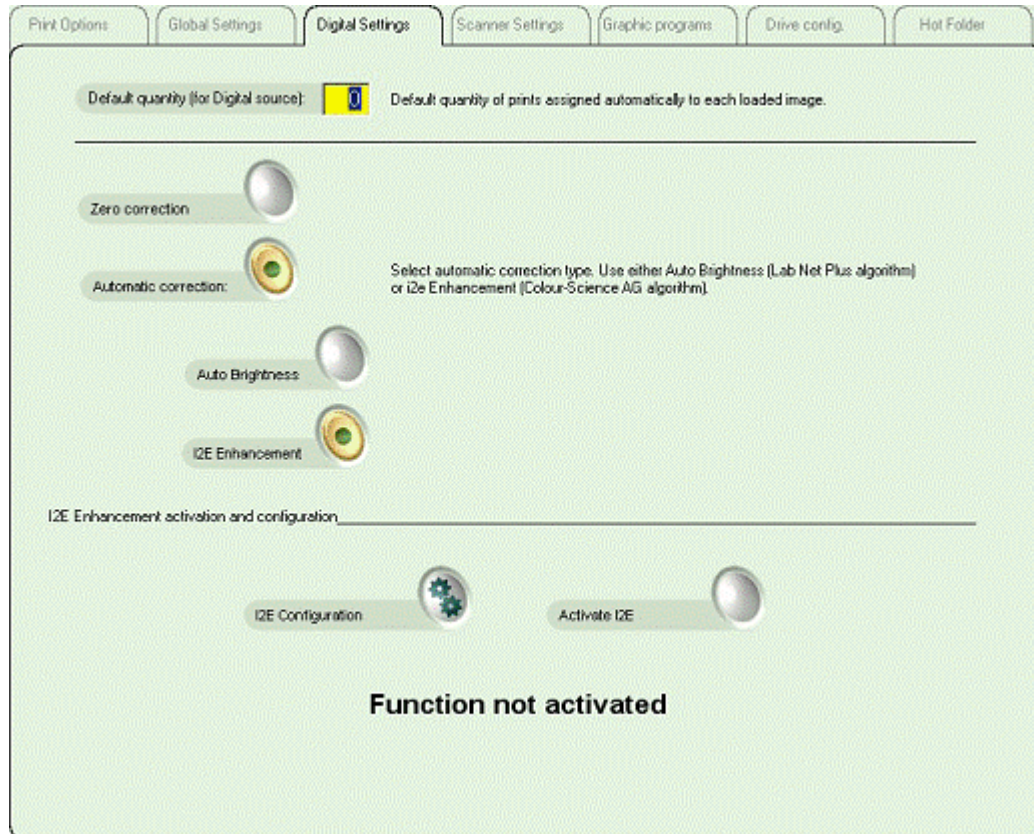 Print Options
Global Settings
Digital Settings
Scanner Settings
Graphic programs
Drive config.
Hot Folder
Default quantity (for Digital source):
0
Default quantity of prints assigned automatically to each loaded image.
Zero correction
Automatic correction:
Select automatic correction type. Use either Auto Brightness (Lab Net Plus algorithm)
or i2e Enhancement (Colour-Science AG algorithm).
Auto Brightness
I2E Enhancement
I2E Enhancement activation and configuration
I2E Configuration
Activate I2E
Function not activated